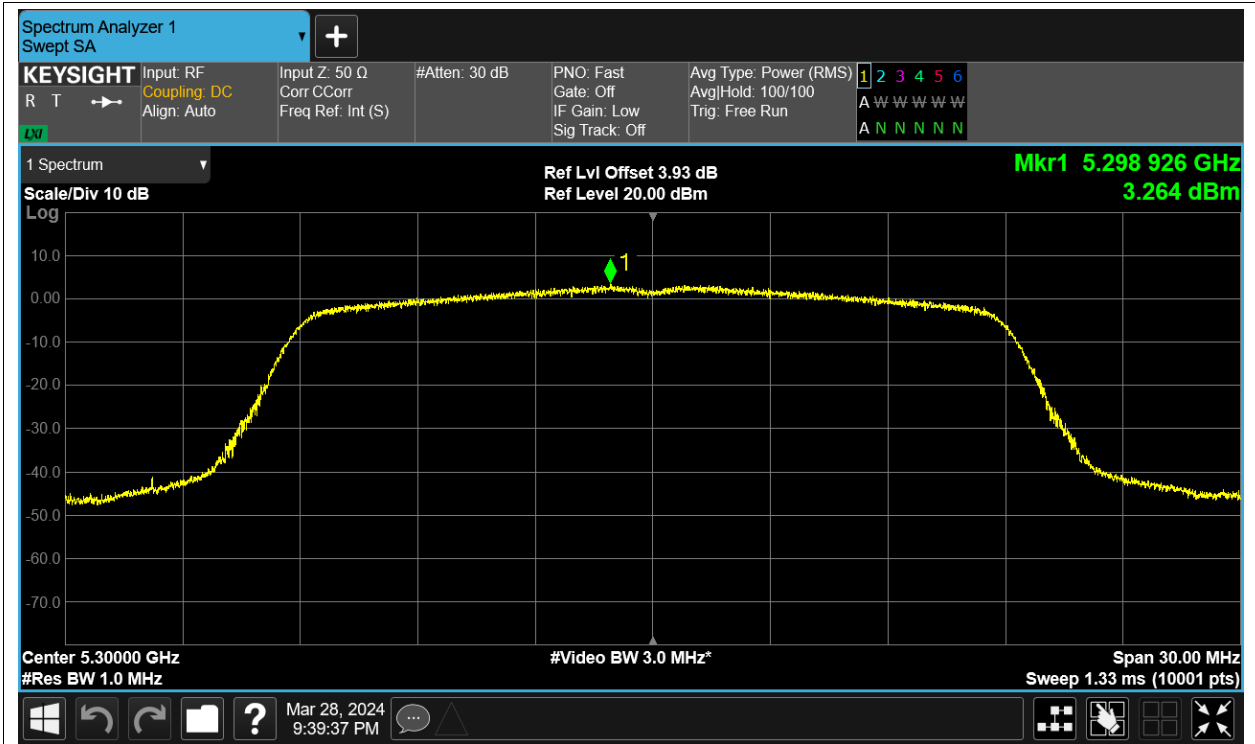 Spectrum Analyzer 1
Swept SA
+
KEYSIGHT
R T
LXI
Input: RF
Coupling: DC
Align: Auto
Input Z: 50 Ω
Corr CCorr
Freq Ref: Int (S)
#Atten: 30 dB
PNO: Fast
Gate: Off
IF Gain: Low
Sig Track: Off
Avg Type: Power (RMS)
Avg|Hold: 100/100
Trig: Free Run
1 2 3 4 5 6
A W W W W W
A N N N N N
1 Spectrum
Scale/Div 10 dB
Log
Ref Lvl Offset 3.93 dB
Ref Level 20.00 dBm
Mkr1 5.298 926 GHz
3.264 dBm
1
10.0
0.00
-10.0
-20.0
-30.0
-40.0
-50.0
-60.0
-70.0
Center 5.30000 GHz
#Res BW 1.0 MHz
#Video BW 3.0 MHz*
Span 30.00 MHz
Sweep 1.33 ms (10001 pts)
?
Mar 28, 2024
9:39:37 PM